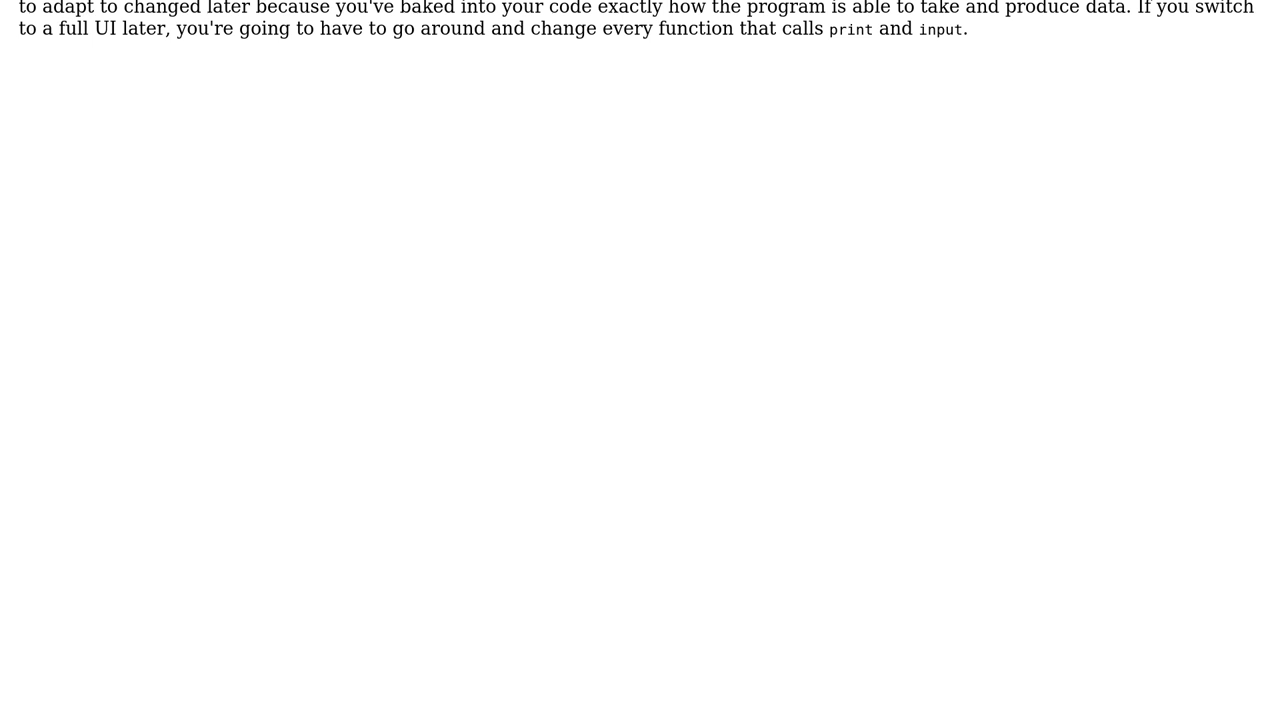 to adapt to changed later because you've baked into your code exactly how the program is able to take and produce data. If you switch
to a full UI later, you're going to have to go around and change every function that calls print and input.